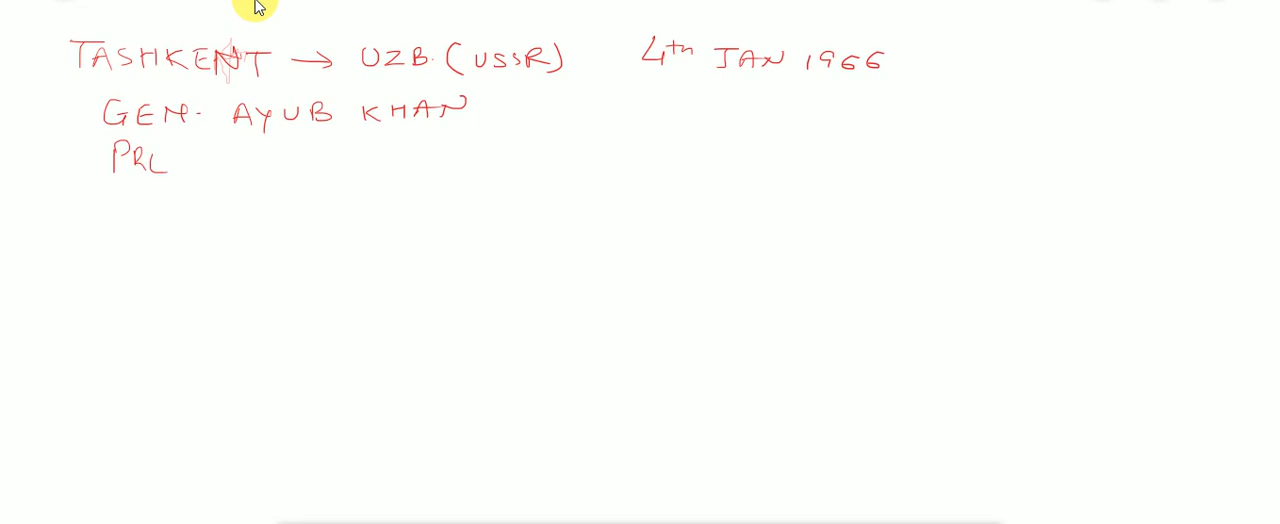 TASHKENT → UZB. (USSR) 4th JAN 1966
GEN. AYUB KHAN
PRL